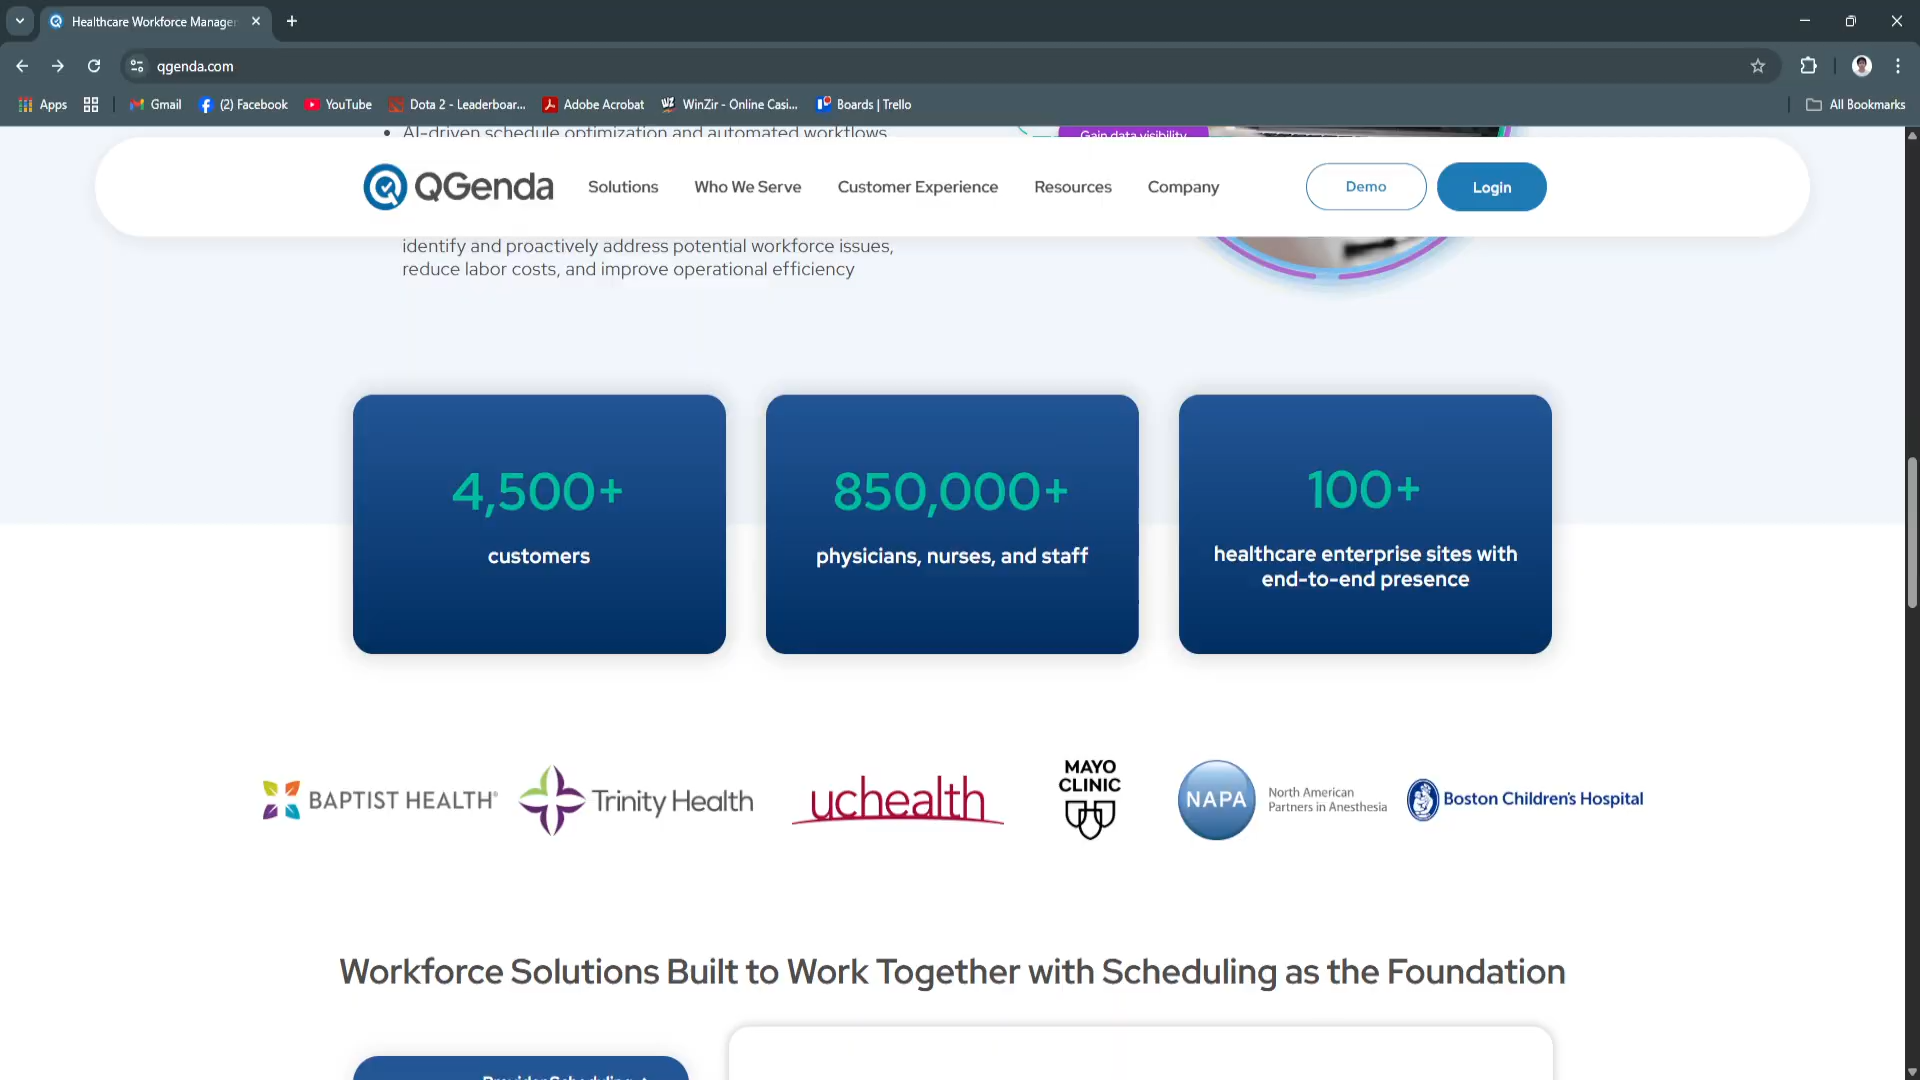 Healthcare Workforce Manager
qgenda.com
Apps
Gmail
(2) Facebook
YouTube
Dota 2 - Leaderboar...
Adobe Acrobat
WinZir - Online Casi...
Boards | Trello
All Bookmarks
AI-driven schedule optimization and automated workflows
Gain data visibility
QGenda
Solutions
Who We Serve
Customer Experience
Resources
Company
Demo
Login
identify and proactively address potential workforce issues,
reduce labor costs, and improve operational efficiency
4,500+
customers
850,000+
physicians, nurses, and staff
100+
healthcare enterprise sites with
end-to-end presence
BAPTIST HEALTH®
Trinity Health
uchealth
MAYO
CLINIC
NAPA
North American
Partners in Anesthesia
Boston Children's Hospital
Workforce Solutions Built to Work Together with Scheduling as the Foundation
Provider Scheduling